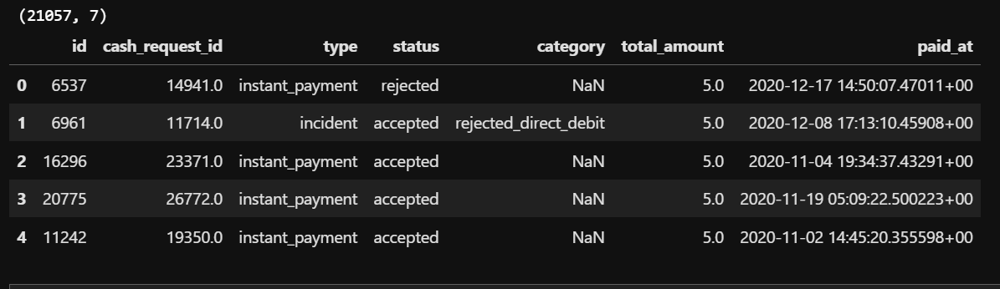 (21057, 7)
id cash_request_id type status category total_amount paid_at
0 6537 14941.0 instant_payment rejected NaN 5.0 2020-12-17 14:50:07.47011+00
1 6961 11714.0 incident accepted rejected_direct_debit 5.0 2020-12-08 17:13:10.45908+00
2 16296 23371.0 instant_payment accepted NaN 5.0 2020-11-04 19:34:37.43291+00
3 20775 26772.0 instant_payment accepted NaN 5.0 2020-11-19 05:09:22.500223+00
4 11242 19350.0 instant_payment accepted NaN 5.0 2020-11-02 14:45:20.355598+00